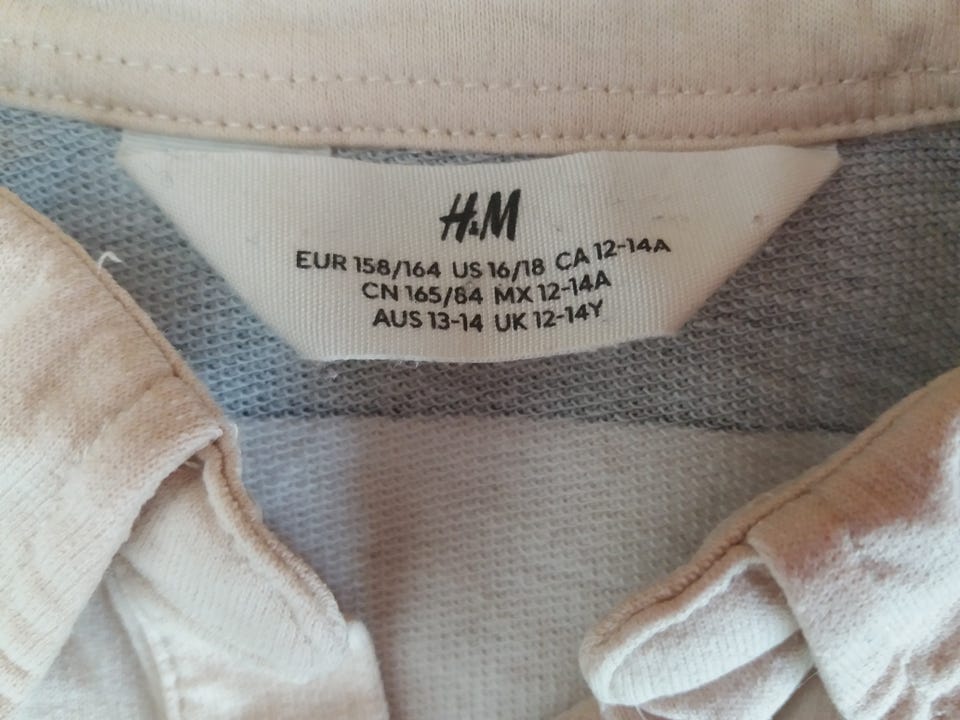 H&M
EUR 158/164 US 16/18 CA 12-14A
CN 165/84 MX 12-14A
AUS 13-14 UK 12-14Y